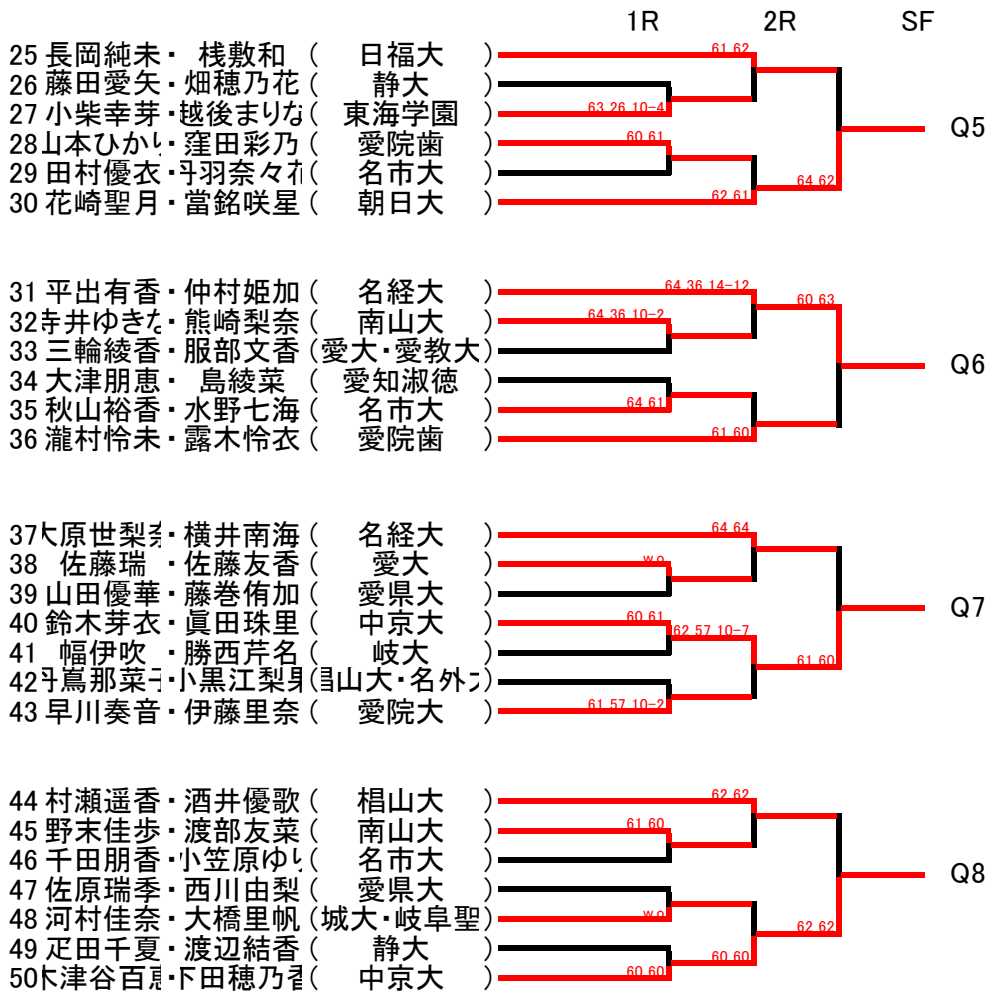 1R 2R SF
61 62
25 長岡純未・ 桟敷和 ( 日福大 )
26 藤田愛矢・畑穂乃花 ( 静大 )
63 26 10-4
27 小柴幸芽・越後まりな ( 東海学園 )
Q5
60 61
28 山本ひかり・窪田彩乃 ( 愛院歯 )
29 田村優衣・丹羽奈々花 ( 名市大 )
64 62
62 61
30 花崎聖月・當銘咲星 ( 朝日大 )
64 36 14-12
31 平出有香・仲村姫加 ( 名経大 )
60 63
64 36 10-2
32 寺井ゆきな・熊崎梨奈 ( 南山大 )
33 三輪綾香・服部文香 (愛大・愛教大)
Q6
34 大津朋恵・ 島綾菜 ( 愛知淑徳 )
64 61
35 秋山裕香・水野七海 ( 名市大 )
61 60
36 瀧村怜未・露木怜衣 ( 愛院歯 )
64 64
37 大原世梨奈・横井南海 ( 名経大 )
w.o
38 佐藤瑞 ・佐藤友香 ( 愛大 )
39 山田優華・藤巻侑加 ( 愛県大 )
Q7
60 61
40 鈴木芽衣・眞田珠里 ( 中京大 )
62 57 10-7
41 幅伊吹 ・勝西芹名 ( 岐大 )
61 60
42 丹嶌那菜子・小黒江梨果 (椙山大・名外大)
61 57 10-2
43 早川奏音・伊藤里奈 ( 愛院大 )
62 62
44 村瀬遥香・酒井優歌 ( 椙山大 )
61 60
45 野末佳歩・渡部友菜 ( 南山大 )
46 千田朋香・小笠原ゆり ( 名市大 )
Q8
47 佐原瑞季・西川由梨 ( 愛県大 )
w.o
48 河村佳奈・大橋里帆 (城大・岐阜聖)
62 62
49 疋田千夏・渡辺結香 ( 静大 )
60 60
60 60
50 木津谷百恵・下田穂乃香 ( 中京大 )